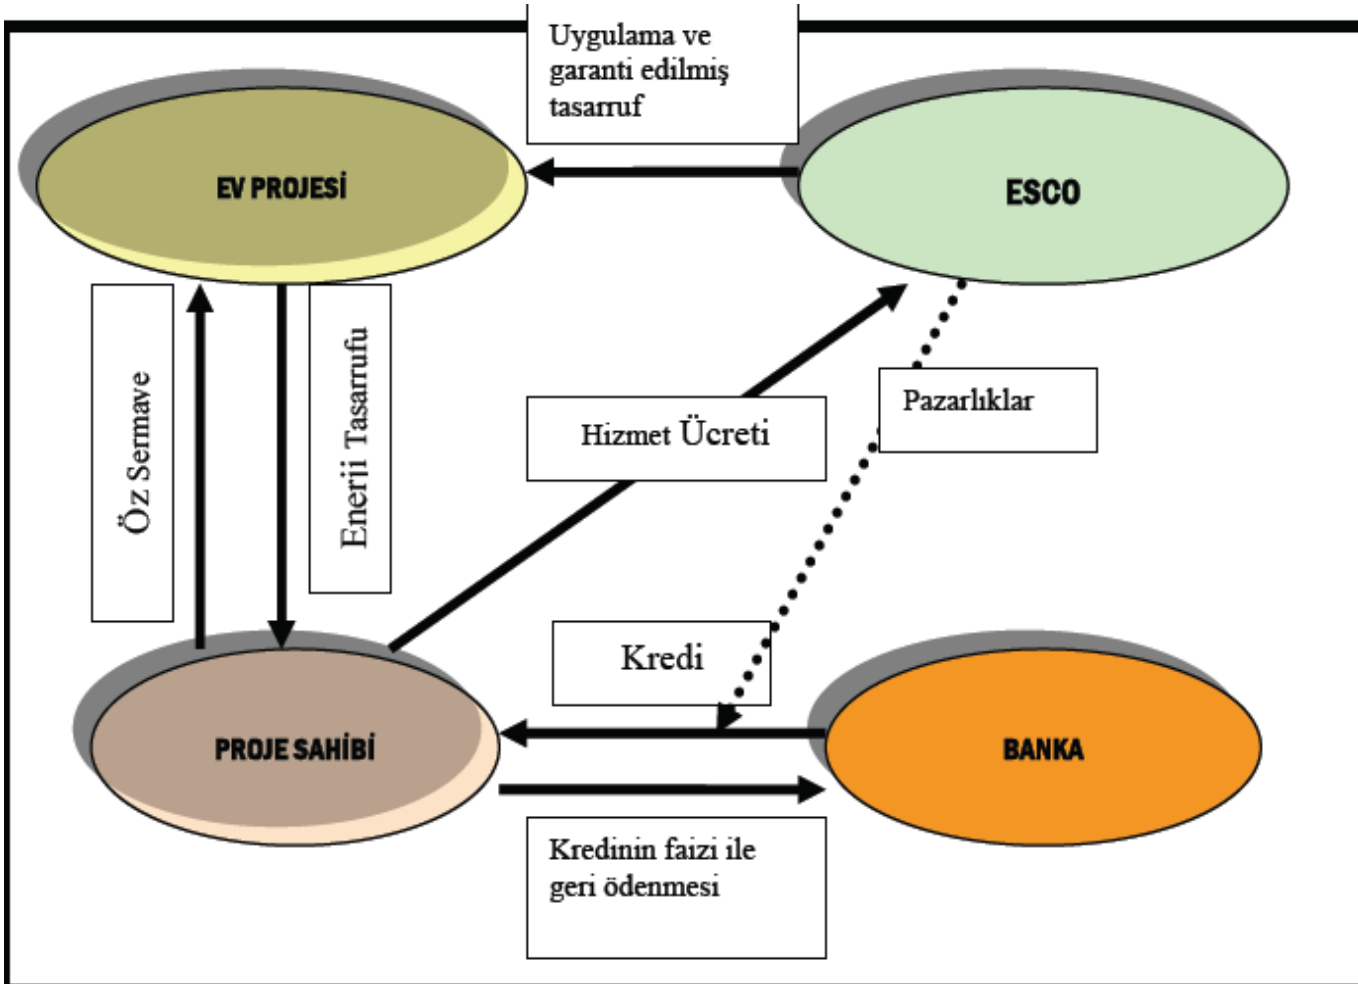 Uygulama ve
garanti edilmiş
tasarruf
EV PROJESİ
ESCO
Öz Sermaye
Enerji Tasarrufu
Hizmet Ücreti
Pazarlıklar
Kredi
PROJE SAHİBİ
BANKA
Kredinin faizi ile
geri ödenmesi